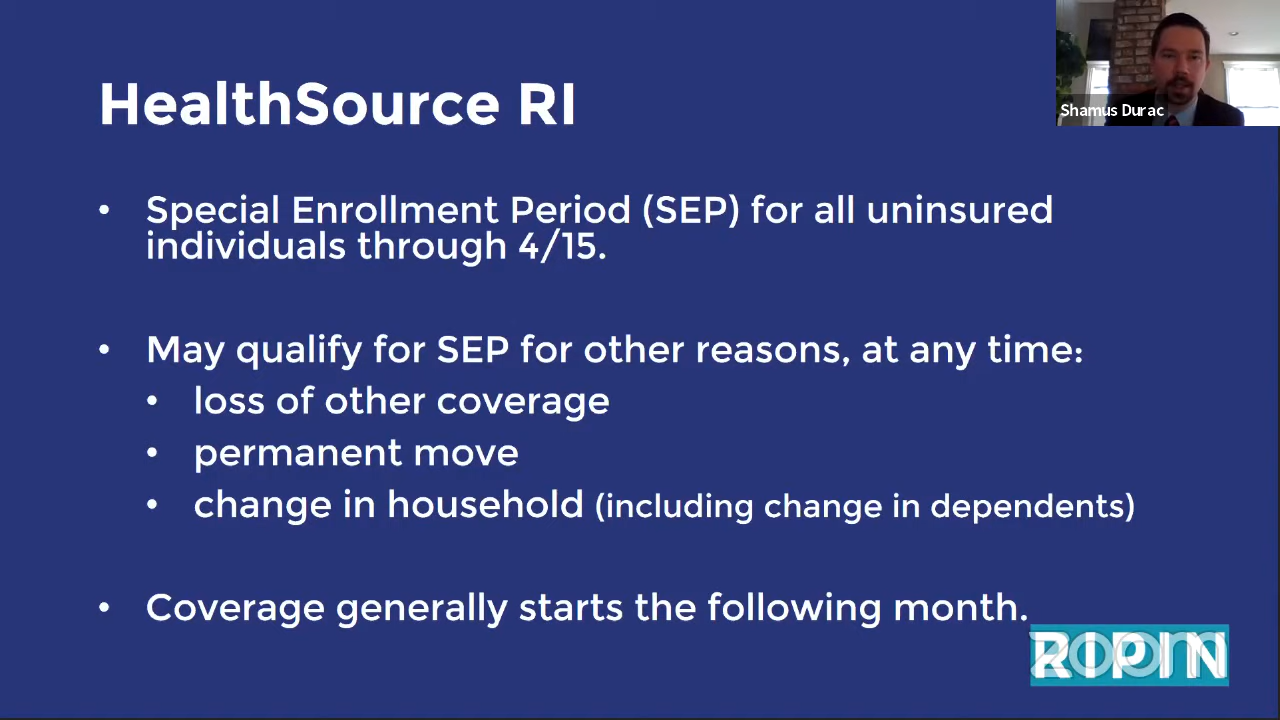 HealthSource RI
Shamus Durac
• Special Enrollment Period (SEP) for all uninsured
individuals through 4/15.
• May qualify for SEP for other reasons, at any time:
• loss of other coverage
• permanent move
• change in household (including change in dependents)
• Coverage generally starts the following month.
RIPIN
zoom